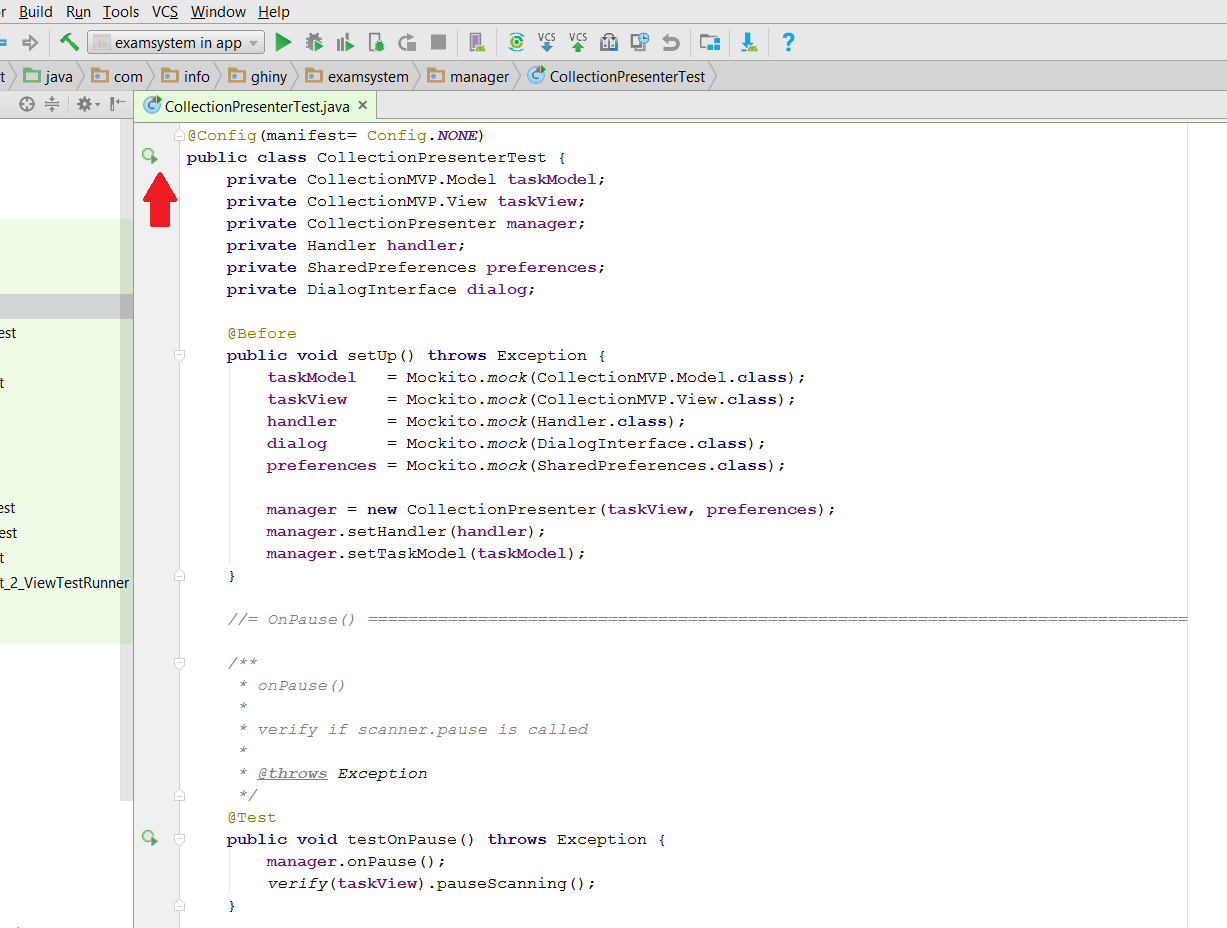 r Build Run Tools VCS Window Help
examsystem in app VCS VCS ?
t java com info ghiny examsystem manager CollectionPresenterTest
CollectionPresenterTest.java
@Config(manifest= Config.NONE)
public class CollectionPresenterTest {
private CollectionMVP.Model taskModel;
private CollectionMVP.View taskView;
private CollectionPresenter manager;
private Handler handler;
private SharedPreferences preferences;
private DialogInterface dialog;
@Before
public void setUp() throws Exception {
taskModel = Mockito.mock(CollectionMVP.Model.class);
taskView = Mockito.mock(CollectionMVP.View.class);
handler = Mockito.mock(Handler.class);
dialog = Mockito.mock(DialogInterface.class);
preferences = Mockito.mock(SharedPreferences.class);
manager = new CollectionPresenter(taskView, preferences);
manager.setHandler(handler);
manager.setTaskModel(taskModel);
}
//= OnPause() ==================================================================================
/**
* onPause()
*
* verify if scanner.pause is called
*
* @throws Exception
*/
@Test
public void testOnPause() throws Exception {
manager.onPause();
verify(taskView).pauseScanning();
}
est
t
est
est
t
t_2_ViewTestRunner